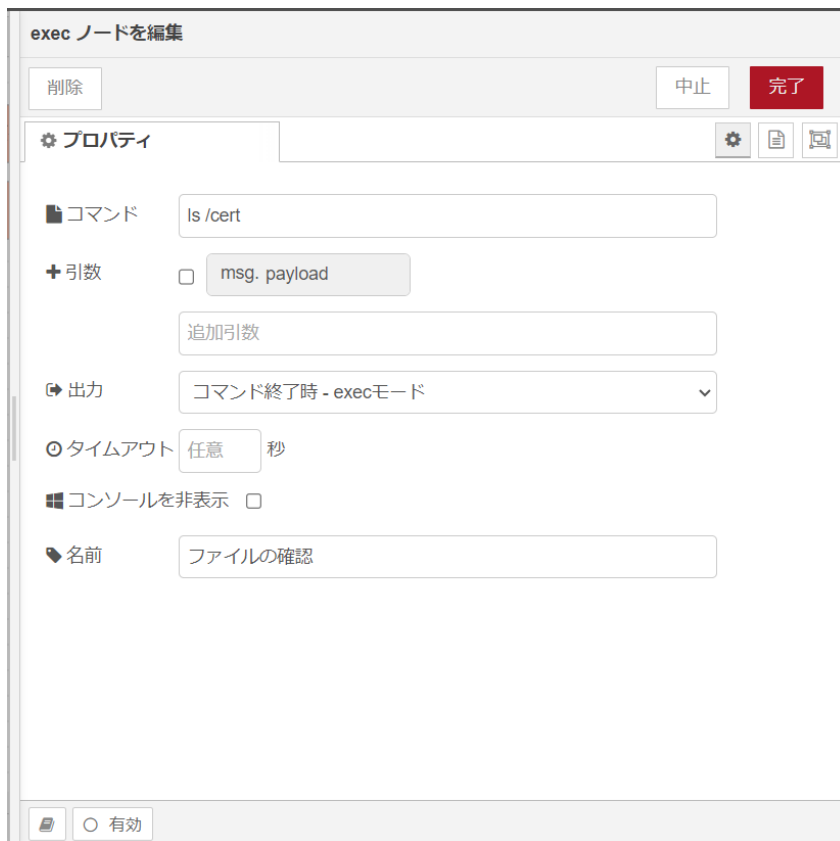 exec ノードを編集
削除 中止 完了
プロパティ
コマンド ls /cert
引数 msg. payload
追加引数
出力 コマンド終了時 - execモード
タイムアウト 任意 秒
コンソールを非表示
名前 ファイルの確認
有効